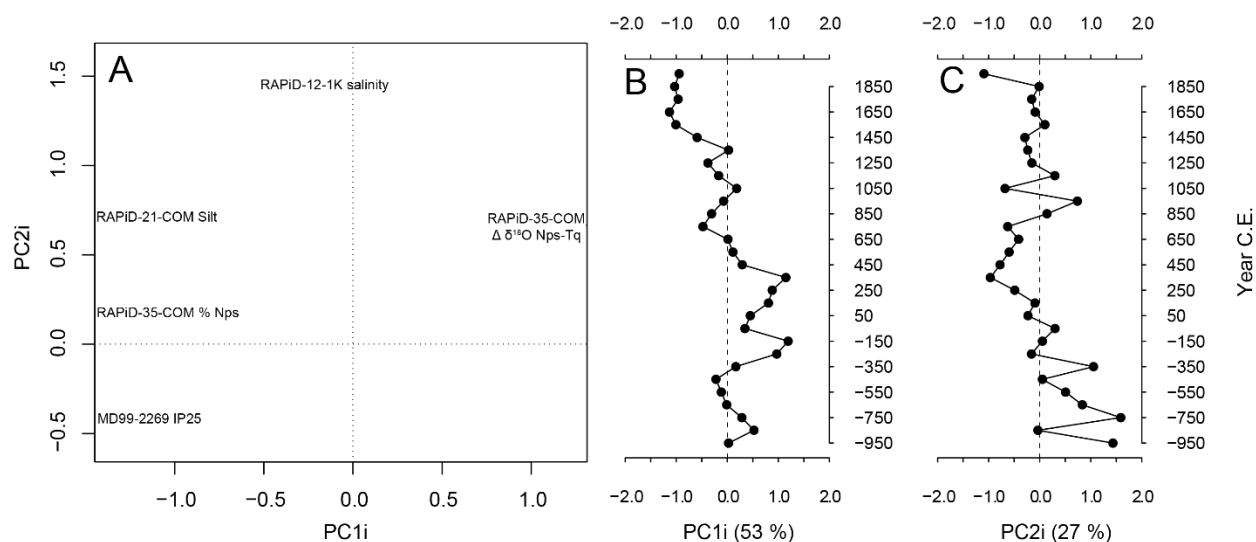 A
RAPiD-12-1K salinity
RAPiD-21-COM Silt
RAPiD-35-COM
Δ δ¹⁸O Nps-Tq
RAPiD-35-COM % Nps
MD99-2269 IP25
PC2i
1.5
1.0
0.5
0.0
−0.5
−1.0 −0.5 0.0 0.5 1.0
PC1i
−2.0 −1.0 0.0 1.0 2.0
B
1850
1650
1450
1250
1050
850
650
450
250
50
−150
−350
−550
−750
−950
−2.0 −1.0 0.0 1.0 2.0
PC1i (53 %)
−2.0 −1.0 0.0 1.0 2.0
C
1850
1650
1450
1250
1050
850
650
450
250
50
−150
−350
−550
−750
−950
Year C.E.
−2.0 −1.0 0.0 1.0 2.0
PC2i (27 %)